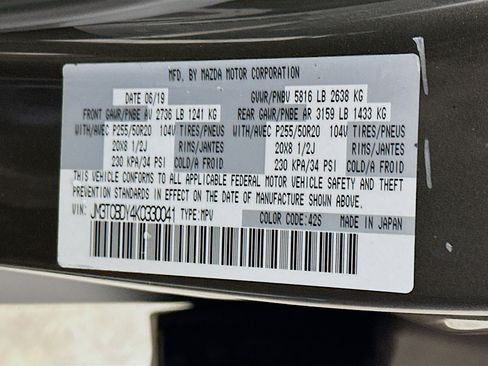 MFD. BY MAZDA MOTOR CORPORATION
DATE 06/19 GVWR/PNBV 5816 LB 2638 KG
FRONT GAWR/PNBE AV 2736 LB 1241 KG REAR GAWR/PNBE AR 3159 LB 1433 KG
WITH/AVEC P255/50R20 104V TIRES/PNEUS WITH/AVEC P255/50R20 104V TIRES/PNEUS
20X8 1/2J RIMS/JANTE 20X8 1/2J RIMS/JANTE
230 KPA/34 PSI COLD/A FROID 230 KPA/34 PSI COLD/A FROID
THIS VEHICLE CONFORMS TO ALL APPLICABLE FEDERAL MOTOR VEHICLE SAFETY AND THEFT
PREVENTION STANDARDS IN EFFECT ON THE DATE OF MANUFACTURE SHOWN ABOVE.
VIN: JM3TCBDY4K0330041 TYPE:MPV COLOR CODE:42S MADE IN JAPAN